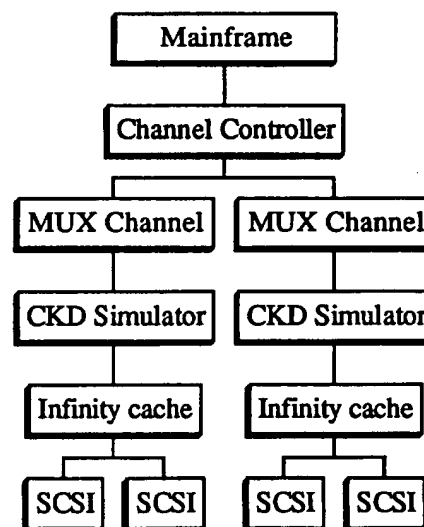 Mainframe
Channel Controller
MUX Channel
MUX Channel
CKD Simulator
CKD Simulator
Infinity cache
Infinity cache
SCSI
SCSI
SCSI
SCSI